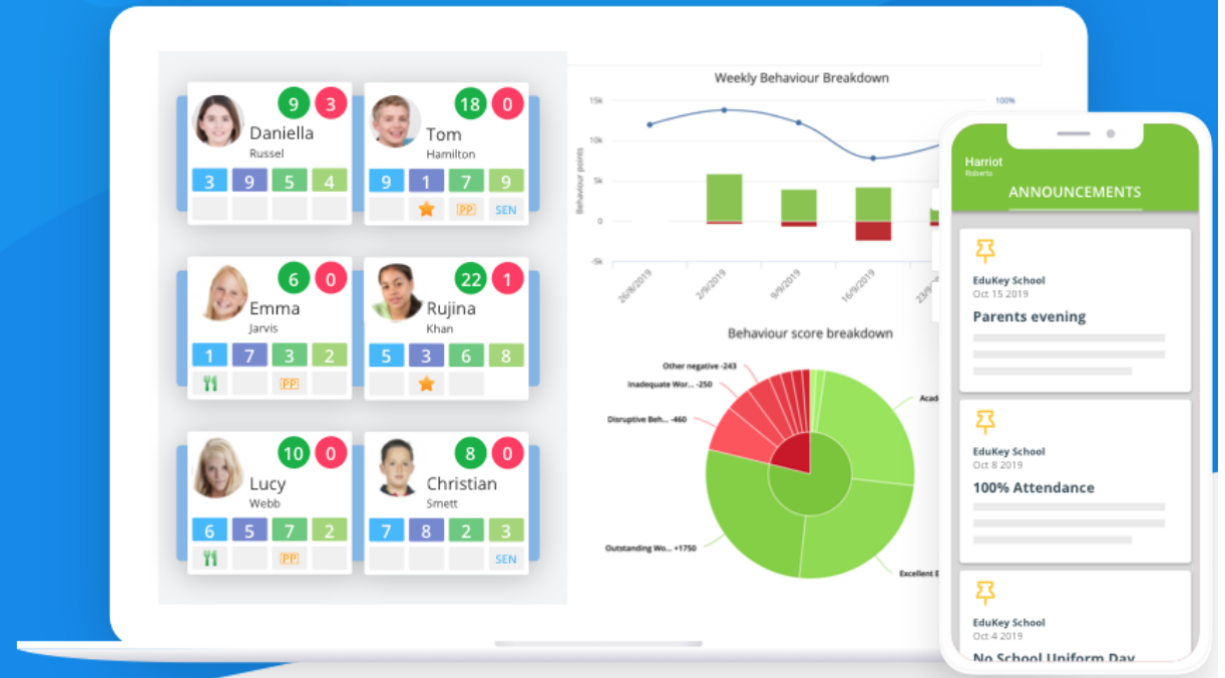 9 3
Daniella
Russel
3 9 5 4
18 0
Tom
Hamilton
9 1 7 9
PP SEN
6 0
Emma
Jarvis
1 7 3 2
PP
22 1
Rujina
Khan
5 3 6 8
10 0
Lucy
Webb
6 5 7 2
PP
8 0
Christian
Smett
7 8 2 3
SEN
Weekly Behaviour Breakdown
15k
10k
5k
0
-5k
Behaviour points
100%
26/8/2019
2/9/2019
9/9/2019
16/9/2019
23/9/
Behaviour score breakdown
Other negative -243
Inadequate Wor... -250
Disruptive Beh... -460
Outstanding Wo... +1750
Acad
Excellent E
Harriot
Roberts
ANNOUNCEMENTS
EduKey School
Oct 15 2019
Parents evening
EduKey School
Oct 8 2019
100% Attendance
EduKey School
Oct 4 2019
No School Uniform Day